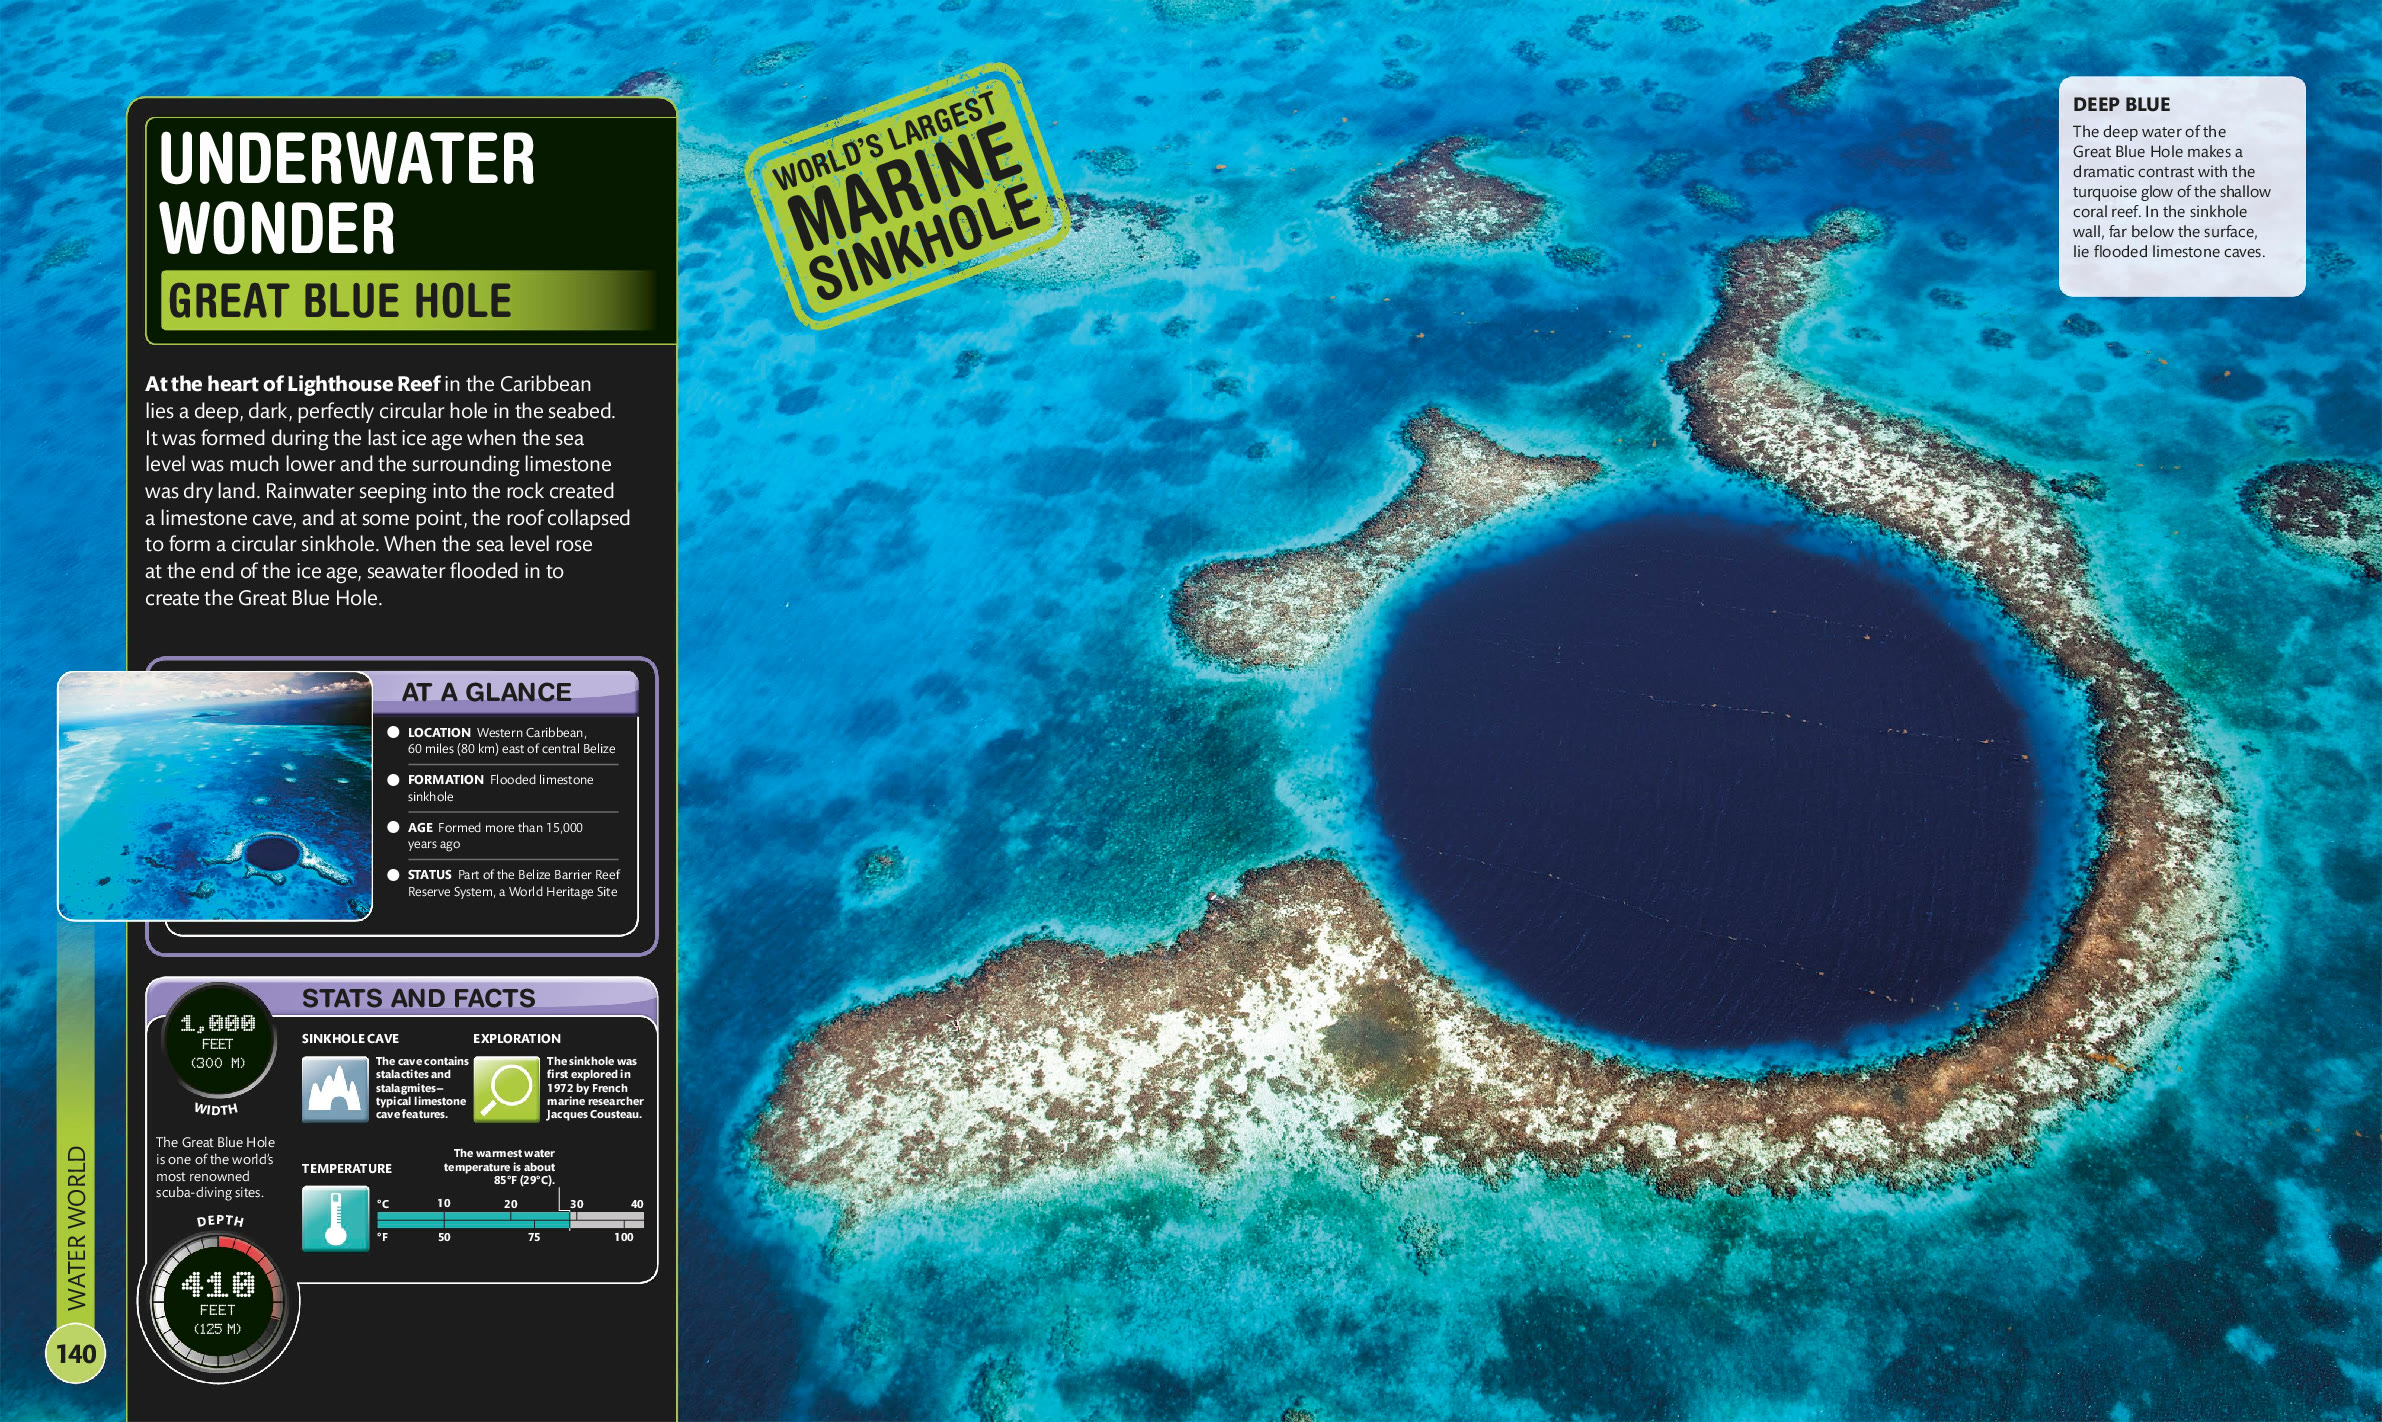 UNDERWATER
WONDER
GREAT BLUE HOLE
At the heart of Lighthouse Reef in the Caribbean
lies a deep, dark, perfectly circular hole in the seabed.
It was formed during the last ice age when the sea
level was much lower and the surrounding limestone
was dry land. Rainwater seeping into the rock created
a limestone cave, and at some point, the roof collapsed
to form a circular sinkhole. When the sea level rose
at the end of the ice age, seawater flooded in to
create the Great Blue Hole.
AT A GLANCE
LOCATION Western Caribbean,
60 miles (80 km) east of central Belize
FORMATION Flooded limestone
sinkhole
AGE Formed more than 15,000
years ago
STATUS Part of the Belize Barrier Reef
Reserve System, a World Heritage Site
STATS AND FACTS
1,000
FEET
(300 M)
WIDTH
The Great Blue Hole
is one of the world's
most renowned
scuba-diving sites.
DEPTH
410
FEET
(125 M)
SINKHOLE CAVE
The cave contains
stalactites and
stalagmites—
typical limestone
cave features.
EXPLORATION
The sinkhole was
first explored in
1972 by French
marine researcher
Jacques Cousteau.
TEMPERATURE
The warmest water
temperature is about
85°F (29°C).
°C 10 20 30 40
°F 50 75 100
WATER WORLD
140
WORLD'S LARGEST
MARINE
SINKHOLE
DEEP BLUE
The deep water of the
Great Blue Hole makes a
dramatic contrast with the
turquoise glow of the shallow
coral reef. In the sinkhole
wall, far below the surface,
lie flooded limestone caves.